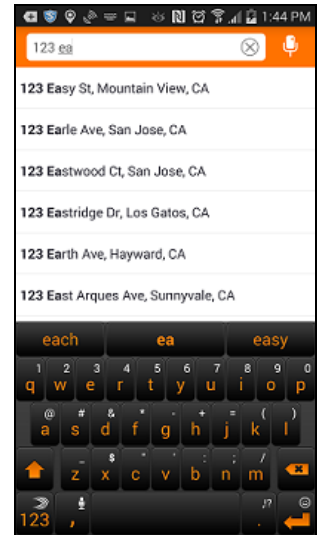 1:44 PM
123 ea
123 Easy St, Mountain View, CA
123 Earle Ave, San Jose, CA
123 Eastwood Ct, San Jose, CA
123 Eastridge Dr, Los Gatos, CA
123 Earth Ave, Hayward, CA
123 East Arques Ave, Sunnyvale, CA
each ea easy
1 2 3 4 5 6 7 8 9 0
q w e r t y u i o p
@ # & * - + = ( )
a s d f g h j k l
_ $ " ' : ; /
z x c v b n m
,!?
123 , .